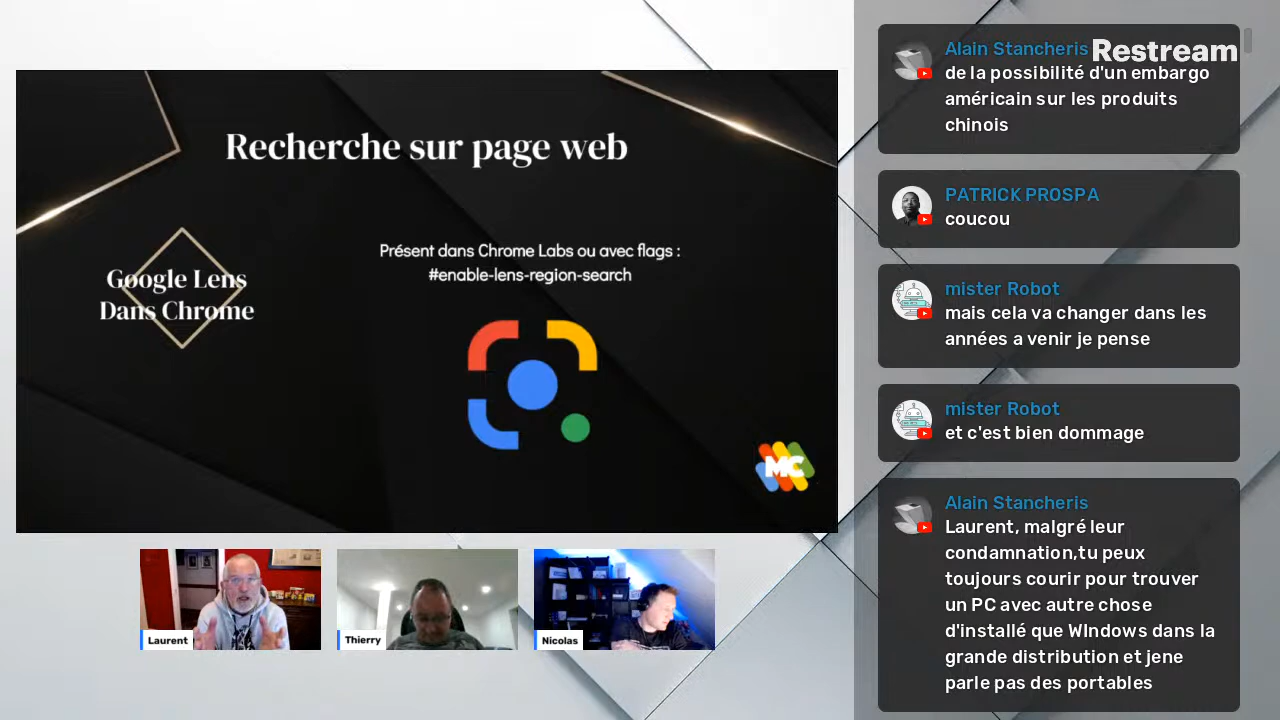 Recherche sur page web
Google Lens
Dans Chrome
Présent dans Chrome Labs ou avec flags :
#enable-lens-region-search
MC
Laurent
Thierry
Nicolas
Restream
Alain Stancheris
de la possibilité d'un embargo
américain sur les produits
chinois
PATRICK PROSPA
coucou
mister Robot
mais cela va changer dans les
années a venir je pense
mister Robot
et c'est bien dommage
Alain Stancheris
Laurent, malgré leur
condamnation,tu peux
toujours courir pour trouver
un PC avec autre chose
d'installé que WIndows dans la
grande distribution et jene
parle pas des portables